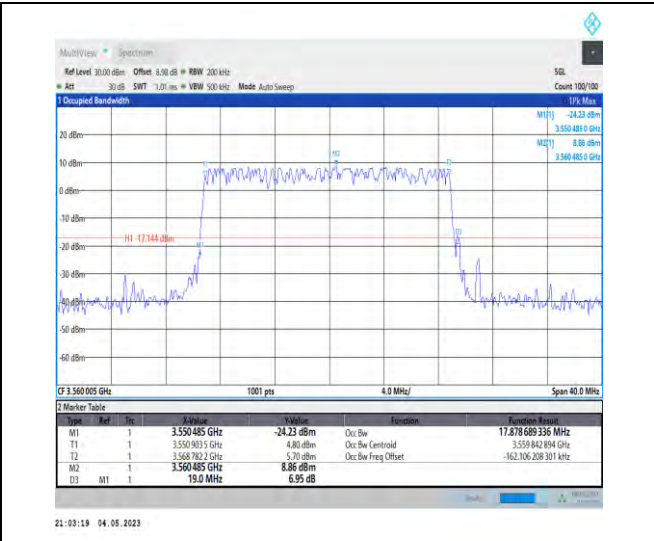 MultiView Spectrum
Ref Level 30.00 dBm Offset 8.98 dB RBW 200 kHz SGL
Att 30 dB SWT 1.01 ms VBW 500 kHz Mode Auto Sweep Count 100/100
1 Occupied Bandwidth 1Pk Max
M1[1] -24.23 dBm
3.550 485 0 GHz
M2[1] 8.86 dBm
3.560 485 0 GHz
20 dBm
M2
10 dBm
T1 T2
0 dBm
-10 dBm
D3
H1 -17.144 dBm
M1
-20 dBm
-30 dBm
-40 dBm
-50 dBm
-60 dBm
CF 3.560 005 GHz 1001 pts 4.0 MHz/ Span 40.0 MHz
2 Marker Table
Type Ref Trc X-Value Y-Value Function Function Result
M1 1 3.550 485 GHz -24.23 dBm Occ Bw 17.878 689 336 MHz
T1 1 3.550 903 5 GHz 4.80 dBm Occ Bw Centroid 3.559 842 894 GHz
T2 1 3.568 782 2 GHz 5.70 dBm Occ Bw Freq Offset -162.106 208 301 kHz
M2 1 3.560 485 GHz 8.86 dBm
D3 M1 1 19.0 MHz 6.95 dB
21:03:19 04.05.2023